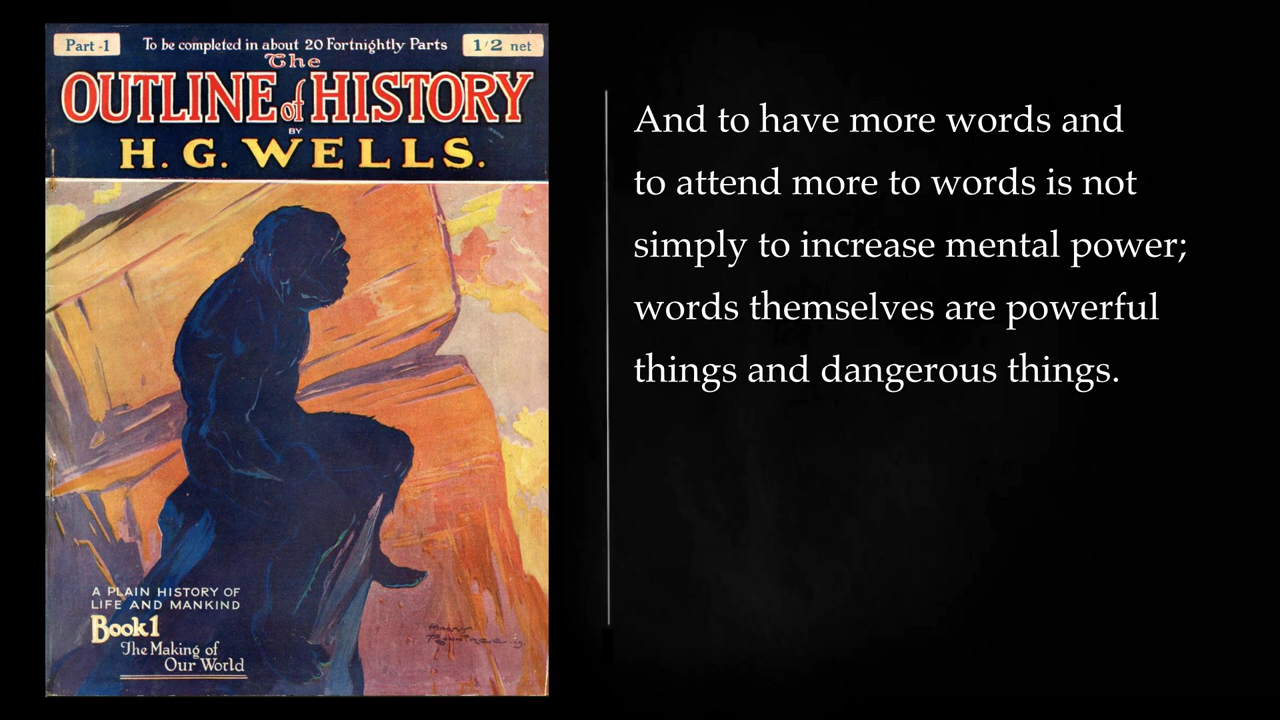 Part -1
To be completed in about 20 Fortnightly Parts
1/2 net
The
OUTLINE of HISTORY
BY
H. G. WELLS.
A PLAIN HISTORY OF
LIFE AND MANKIND
Book 1
The Making of
Our World
And to have more words and
to attend more to words is not
simply to increase mental power;
words themselves are powerful
things and dangerous things.